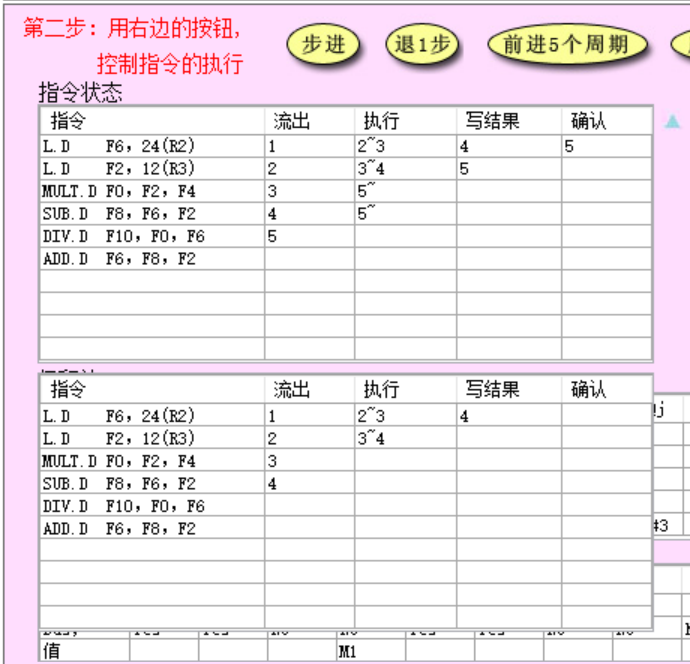 第二步：用右边的按钮,
控制指令的执行
步进 退1步 前进5个周期
指令状态
指令 流出 执行 写结果 确认
L.D F6，24(R2) 1 2~3 4 5
L.D F2，12(R3) 2 3~4 5
MULT.D F0，F2，F4 3 5~
SUB.D F8，F6，F2 4 5~
DIV.D F10，F0，F6 5
ADD.D F6，F8，F2
指令 流出 执行 写结果 确认
L.D F6，24(R2) 1 2~3 4
L.D F2，12(R3) 2 3~4
MULT.D F0，F2，F4 3
SUB.D F8，F6，F2 4
DIV.D F10，F0，F6
ADD.D F6，F8，F2
#3
值 M1